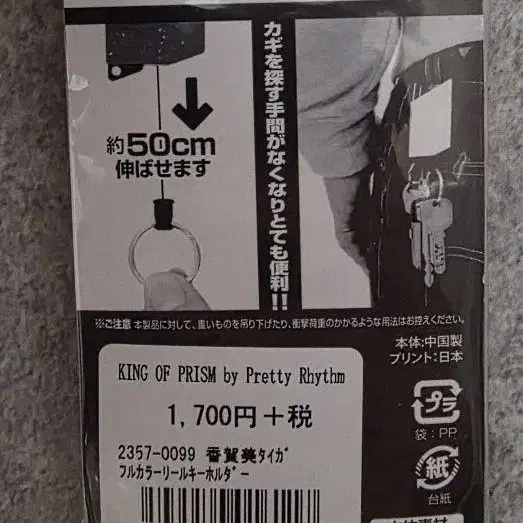 約50cm
伸ばせます
カギを探す手間がなくなりとても便利!!
※ご注意 本製品に対して、重いものを吊り下げたり、衝撃荷重のかかるような用法はお控えください。
本体:中国製
プリント:日本
KING OF PRISM by Pretty Rhythm
1,700円+税
2357-0099 香賀美タイガ
フルカラーリールキーホルダー
プラ
袋:PP
紙
台紙